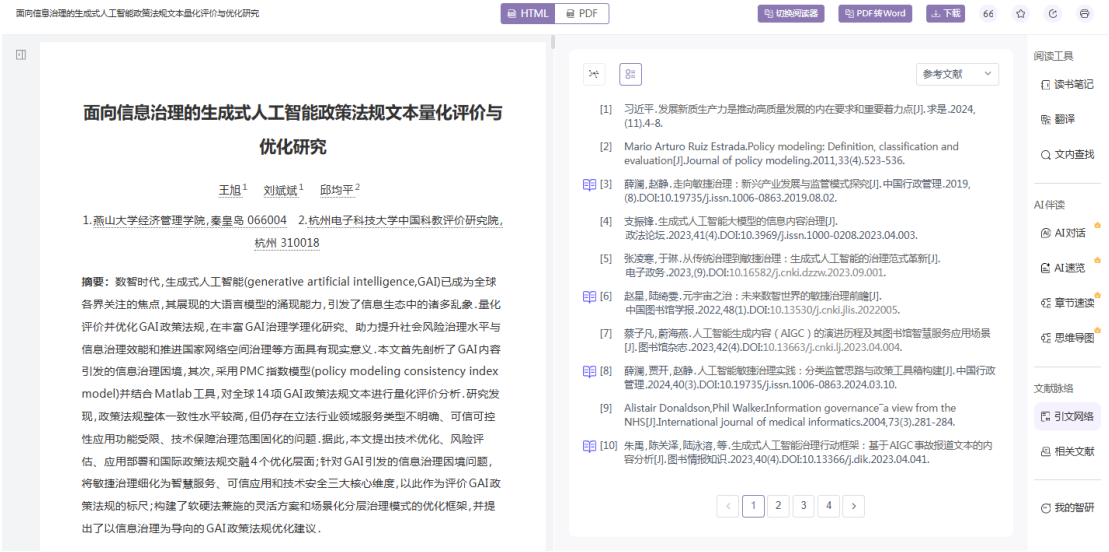 面向信息治理的生成式人工智能政策法规文本量化评价与优化研究
HTML
PDF
切换阅读器
PDF转Word
下载
面向信息治理的生成式人工智能政策法规文本量化评价与
优化研究
王旭1 刘斌斌1 邱均平2
1.燕山大学经济管理学院,秦皇岛 066004 2.杭州电子科技大学中国科教评价研究院,
杭州 310018
摘要：数智时代,生成式人工智能(generative artificial intelligence,GAI)已成为全球
各界关注的焦点,其展现的大语言模型的涌现能力,引发了信息生态中的诸多乱象.量化
评价并优化GAI政策法规,在丰富GAI治理学理化研究、助力提升社会风险治理水平与
信息治理效能和推进国家网络空间治理等方面具有现实意义.本文首先剖析了GAI内容
引发的信息治理困境,其次,采用PMC指数模型(policy modeling consistency index
model)并结合Matlab工具,对全球14项GAI政策法规文本进行量化评价分析.研究发
现,政策法规整体一致性水平较高,但仍存在立法行业领域服务类型不明确、可信可控
性应用功能受限、技术保障治理范围固化的问题.据此,本文提出技术优化、风险评
估、应用部署和国际政策法规交融4个优化层面;针对GAI引发的信息治理困境问题,
将敏捷治理细化为智慧服务、可信应用和技术安全三大核心维度,以此作为评价GAI政
策法规的标尺;构建了软硬法兼施的灵活方案和场景化分层治理模式的优化框架,并提
出了以信息治理为导向的GAI政策法规优化建议.
参考文献
[1] 习近平.发展新质生产力是推动高质量发展的内在要求和重要着力点[J].求是.2024,
(11).4-8.
[2] Mario Arturo Ruiz Estrada.Policy modeling: Definition, classification and
evaluation[J].Journal of policy modeling.2011,33(4).523-536.
[3] 薛澜,赵静.走向敏捷治理：新兴产业发展与监管模式探究[J].中国行政管理.2019,
(8).DOI:10.19735/j.issn.1006-0863.2019.08.02.
[4] 支振锋.生成式人工智能大模型的信息内容治理[J].
政法论坛.2023,41(4).DOI:10.3969/j.issn.1000-0208.2023.04.003.
[5] 张凌寒,于琳.从传统治理到敏捷治理：生成式人工智能的治理范式革新[J].
电子政务.2023,(9).DOI:10.16582/j.cnki.dzzw.2023.09.001.
[6] 赵星,陆绮雯.元宇宙之治：未来数智世界的敏捷治理前瞻[J].
中国图书馆学报.2022,48(1).DOI:10.13530/j.cnki.jlis.2022005.
[7] 蔡子凡,蔚海燕.人工智能生成内容（AIGC）的演进历程及其图书馆智慧服务应用场景
[J].图书馆杂志.2023,42(4).DOI:10.13663/j.cnki.lj.2023.04.004.
[8] 薛澜,贾开,赵静.人工智能敏捷治理实践：分类监管思路与政策工具箱构建[J].中国行政
管理.2024,40(3).DOI:10.19735/j.issn.1006-0863.2024.03.10.
[9] Alistair Donaldson,Phil Walker.Information governance¯a view from the
NHS[J].International journal of medical informatics.2004,73(3).281-284.
[10] 朱禹,陈关泽,陆泳溶,等.生成式人工智能治理行动框架：基于AIGC事故报道文本的内
容分析[J].图书情报知识.2023,40(4).DOI:10.13366/j.dik.2023.04.041.
1 2 3 4
阅读工具
读书笔记
翻译
文内查找
AI伴读
AI对话
AI速览
章节速读
思维导图
文献脉络
引文网络
相关文献
我的智研